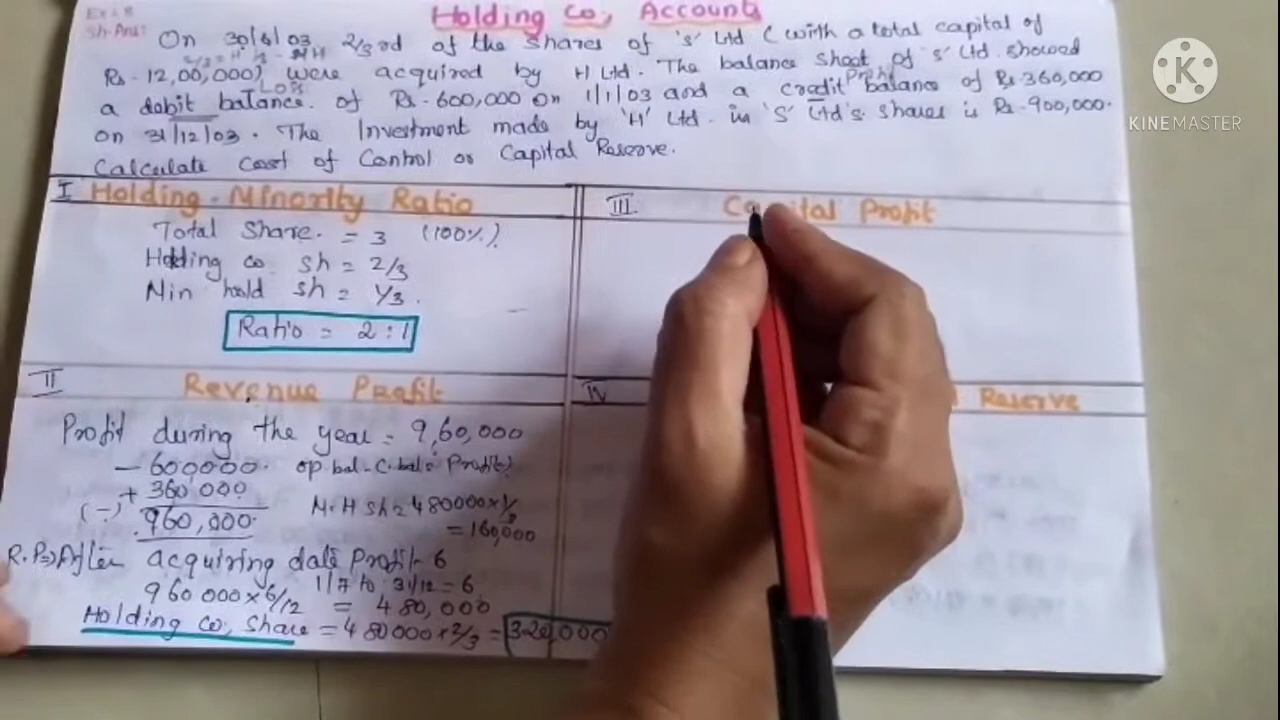 Holding Co, Accounts
On 30/6/03 2/3rd of the shares of 'S' Ltd (with a total capital of
Rs. 12,00,000) were acquired by H Ltd. The balance sheet of 'S' Ltd. showed
Loss
Profit
a debit balance. of Rs. 600,000 on 1/1/03 and a credit balance of Rs. 360,000
on 31/12/03. The Investment made by 'H' Ltd. in 'S' Ltd's shares is Rs. 900,000.
Calculate cost of Control or Capital Reserve.
I Holding. Minority Ratio
Total Share. = 3 (100%).
Holding co sh = 2/3
Min hold sh = 1/3.
Ratio = 2 : 1
II Revenue Profit
Profit during the year = 9,60,000
- 600000. op. bal - C. bal = Profit
+ 360,000
(-) 960,000.
M.H Sh = 480000 x 1/3
= 160,000
R.P => After acquiring date Profit - 6
1/7 to 31/12 = 6
960000 x 6/12 = 480,000
Holding co, Share = 480000 x 2/3 = 320,000
III Capital Profit
IV Reserve
KINEMASTER